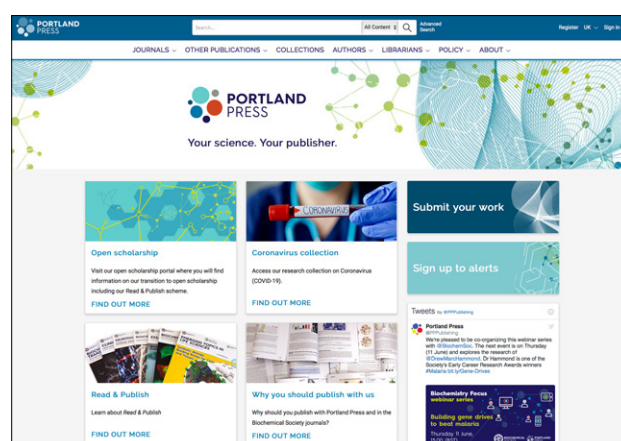 PORTLAND
PRESS
Search...
All Content
Advanced
Search
Register UK Sign In
JOURNALS OTHER PUBLICATIONS COLLECTIONS AUTHORS LIBRARIANS POLICY ABOUT
PORTLAND
PRESS
Your science. Your publisher.
CORONAVIRUS
Open scholarship
Visit our open scholarship portal where you will find
information on our transition to open scholarship
including our Read & Publish scheme.
FIND OUT MORE
Coronavirus collection
Access our research collection on Coronavirus
(COVID-19).
FIND OUT MORE
Submit your work
Sign up to alerts
Read & Publish
Learn about Read & Publish
FIND OUT MORE
Why you should publish with us
Why should you publish with Portland Press and in the
Biochemical Society journals?
FIND OUT MORE
Tweets by @PPPublishing
Portland Press
@PPPublishing
We're pleased to be co-organizing this webinar series
with @BiochemSoc. The next event is on Thursday
(11 June) and explores the research of
@DrewMarcHammond. Dr Hammond is one of the
Society's Early Career Research Awards winners
#Malaria bit.ly/Gene-Drives
Biochemistry Focus
webinar series
Building gene drives
to beat malaria
Thursday 11 June,
PORTLAND
PRESS